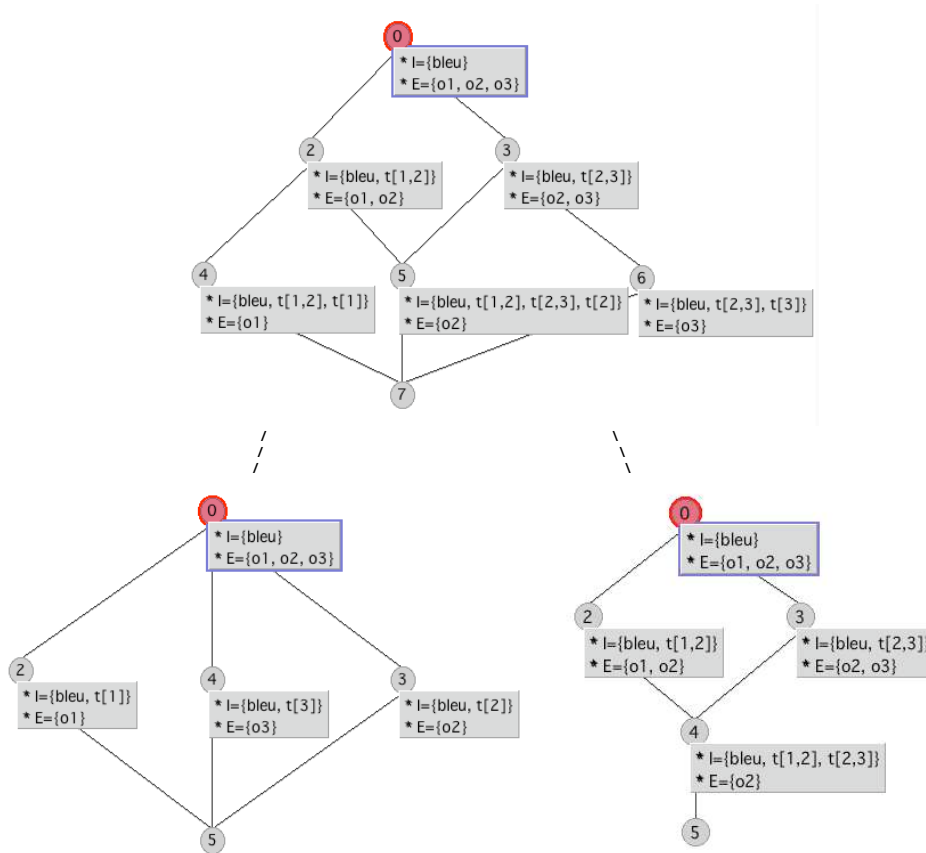 0
* I={bleu}
* E={o1, o2, o3}
2
3
* I={bleu, t[1,2]}
* E={o1, o2}
* I={bleu, t[2,3]}
* E={o2, o3}
4
5
6
* I={bleu, t[1,2], t[1]}
* E={o1}
* I={bleu, t[1,2], t[2,3], t[2]}
* E={o2}
* I={bleu, t[2,3], t[3]}
* E={o3}
7
0
* I={bleu}
* E={o1, o2, o3}
2
4
3
* I={bleu, t[1]}
* E={o1}
* I={bleu, t[3]}
* E={o3}
* I={bleu, t[2]}
* E={o2}
5
0
* I={bleu}
* E={o1, o2, o3}
2
3
* I={bleu, t[1,2]}
* E={o1, o2}
* I={bleu, t[2,3]}
* E={o2, o3}
4
* I={bleu, t[1,2], t[2,3]}
* E={o2}
5